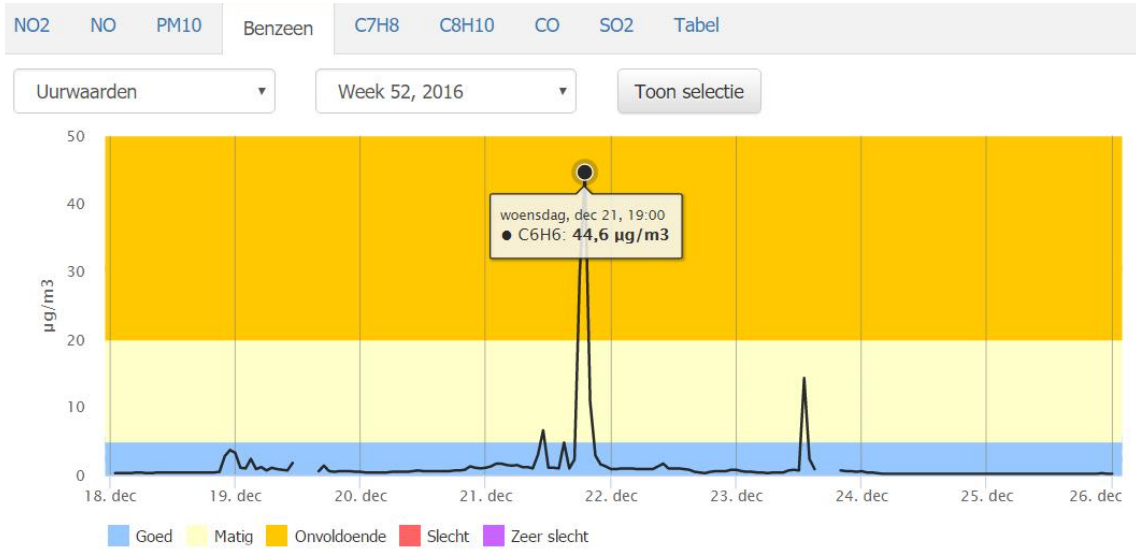 NO2 NO PM10 Benzeen C7H8 C8H10 CO SO2 Tabel
Uurwaarden Week 52, 2016 Toon selectie
50
40
30
20
10
0
µg/m3
woensdag, dec 21, 19:00
● C6H6: 44,6 µg/m3
18. dec 19. dec 20. dec 21. dec 22. dec 23. dec 24. dec 25. dec 26. dec
Goed Matig Onvoldoende Slecht Zeer slecht